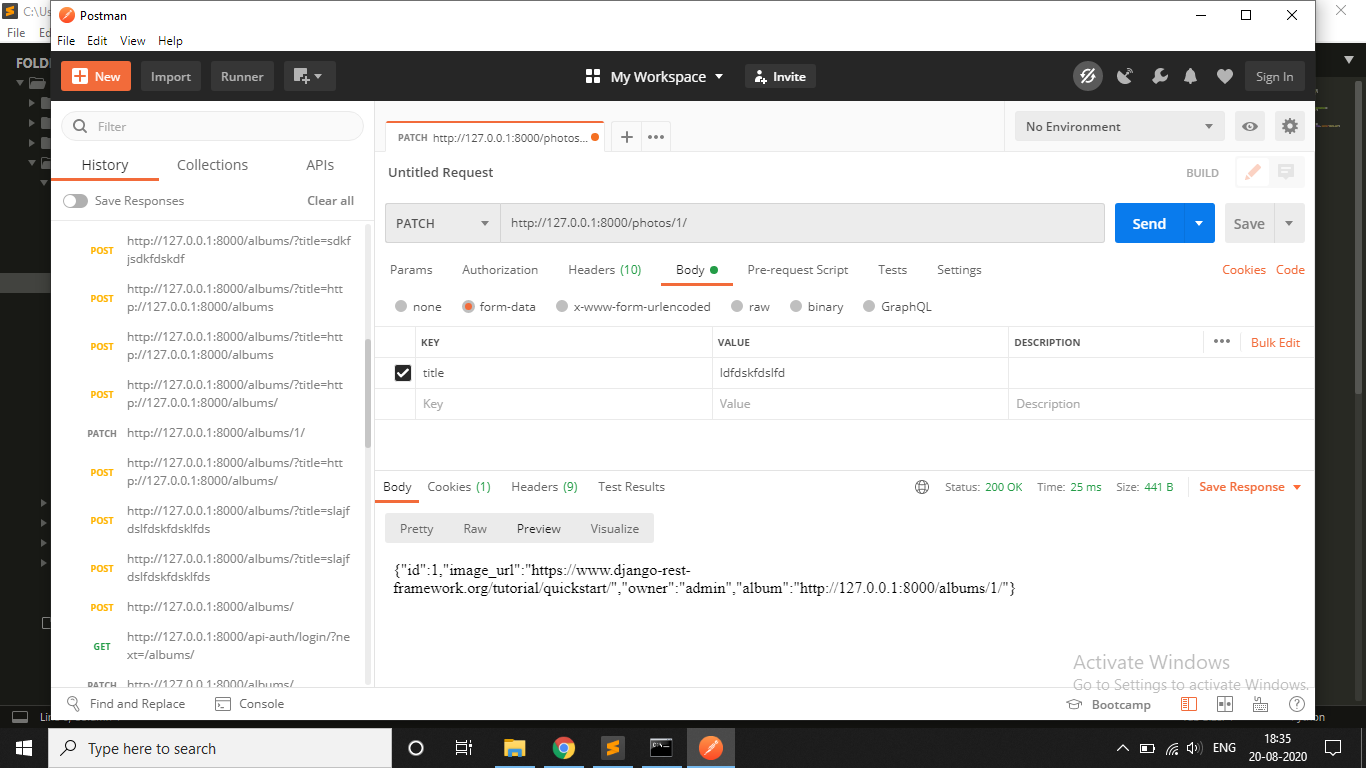 C:\Us
Postman
File Ed
File Edit View Help
FOLD
New
Import
Runner
My Workspace
Invite
Sign In
Filter
History
Collections
APIs
Save Responses
Clear all
POST
http://127.0.0.1:8000/albums/?title=sdkf
jsdkfdskdf
POST
http://127.0.0.1:8000/albums/?title=htt
p://127.0.0.1:8000/albums
POST
http://127.0.0.1:8000/albums/?title=htt
p://127.0.0.1:8000/albums
POST
http://127.0.0.1:8000/albums/?title=htt
p://127.0.0.1:8000/albums/
PATCH
http://127.0.0.1:8000/albums/1/
POST
http://127.0.0.1:8000/albums/?title=htt
p://127.0.0.1:8000/albums/
POST
http://127.0.0.1:8000/albums/?title=slajf
dslfdskfdsklfds
POST
http://127.0.0.1:8000/albums/?title=slajf
dslfdskfdsklfds
POST
http://127.0.0.1:8000/albums/
GET
http://127.0.0.1:8000/api-auth/login/?ne
xt=/albums/
PATCH
http://127.0.0.1:8000/albums/
PATCH http://127.0.0.1:8000/photos...
No Environment
Untitled Request
BUILD
PATCH
http://127.0.0.1:8000/photos/1/
Send
Save
Params Authorization Headers (10) Body Pre-request Script Tests Settings
Cookies Code
none form-data x-www-form-urlencoded raw binary GraphQL
KEY VALUE DESCRIPTION
Bulk Edit
title ldfdskfdslfd
Key Value Description
Body Cookies (1) Headers (9) Test Results
Status: 200 OK Time: 25 ms Size: 441 B
Save Response
Pretty Raw Preview Visualize
{"id":1,"image_url":"https://www.django-rest-
framework.org/tutorial/quickstart/","owner":"admin","album":"http://127.0.0.1:8000/albums/1/"}
Activate Windows
Go to Settings to activate Windows.
Find and Replace
Console
Bootcamp
Type here to search
ENG
18:35
20-08-2020